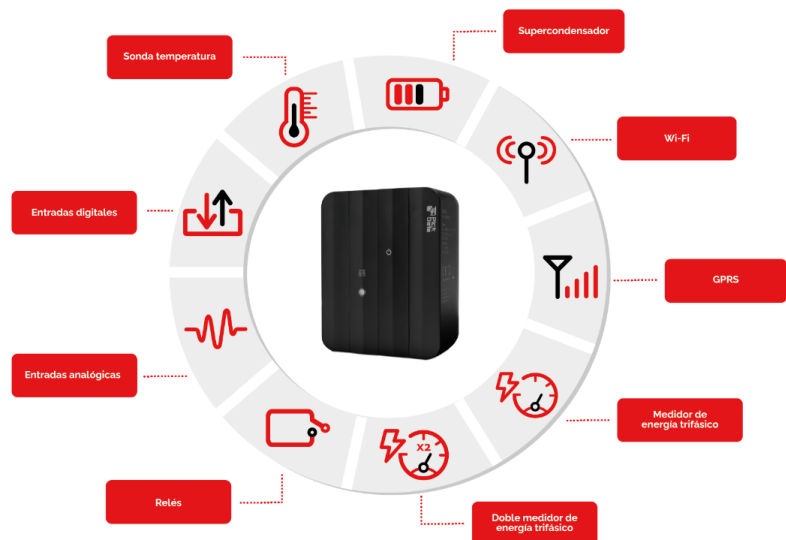 Supercondensador
Sonda temperatura
Wi-Fi
Entradas digitales
GPRS
Entradas analógicas
Medidor de
energía trifásico
X2
Relés
Doble medidor de
energía trifásico